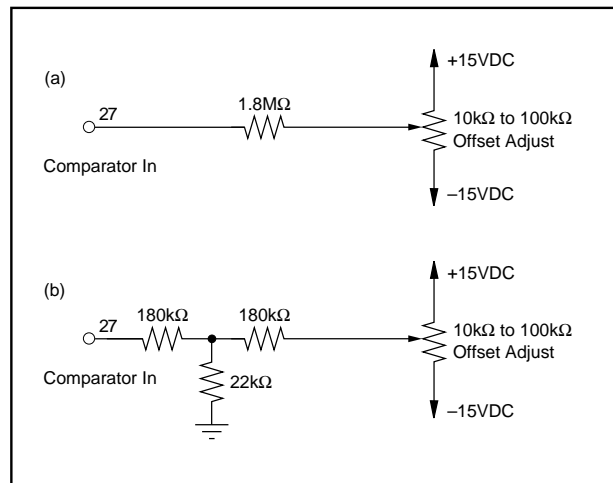 (a)
+15VDC
27
1.8MΩ
10kΩ to 100kΩ
Offset Adjust
Comparator In
–15VDC
(b)
+15VDC
27
180kΩ
180kΩ
10kΩ to 100kΩ
Offset Adjust
Comparator In
22kΩ
–15VDC